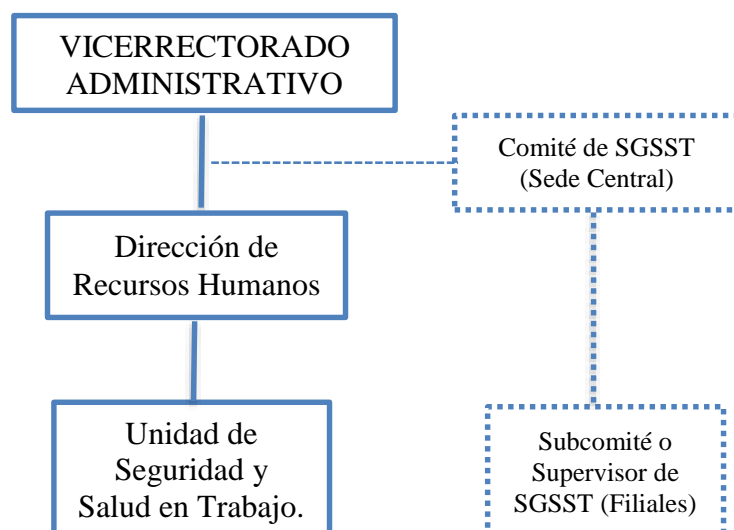 VICERRECTORADO
ADMINISTRATIVO
Comité de SGSST
(Sede Central)
Dirección de
Recursos Humanos
Unidad de
Seguridad y
Salud en Trabajo.
Subcomité o
Supervisor de
SGSST (Filiales)